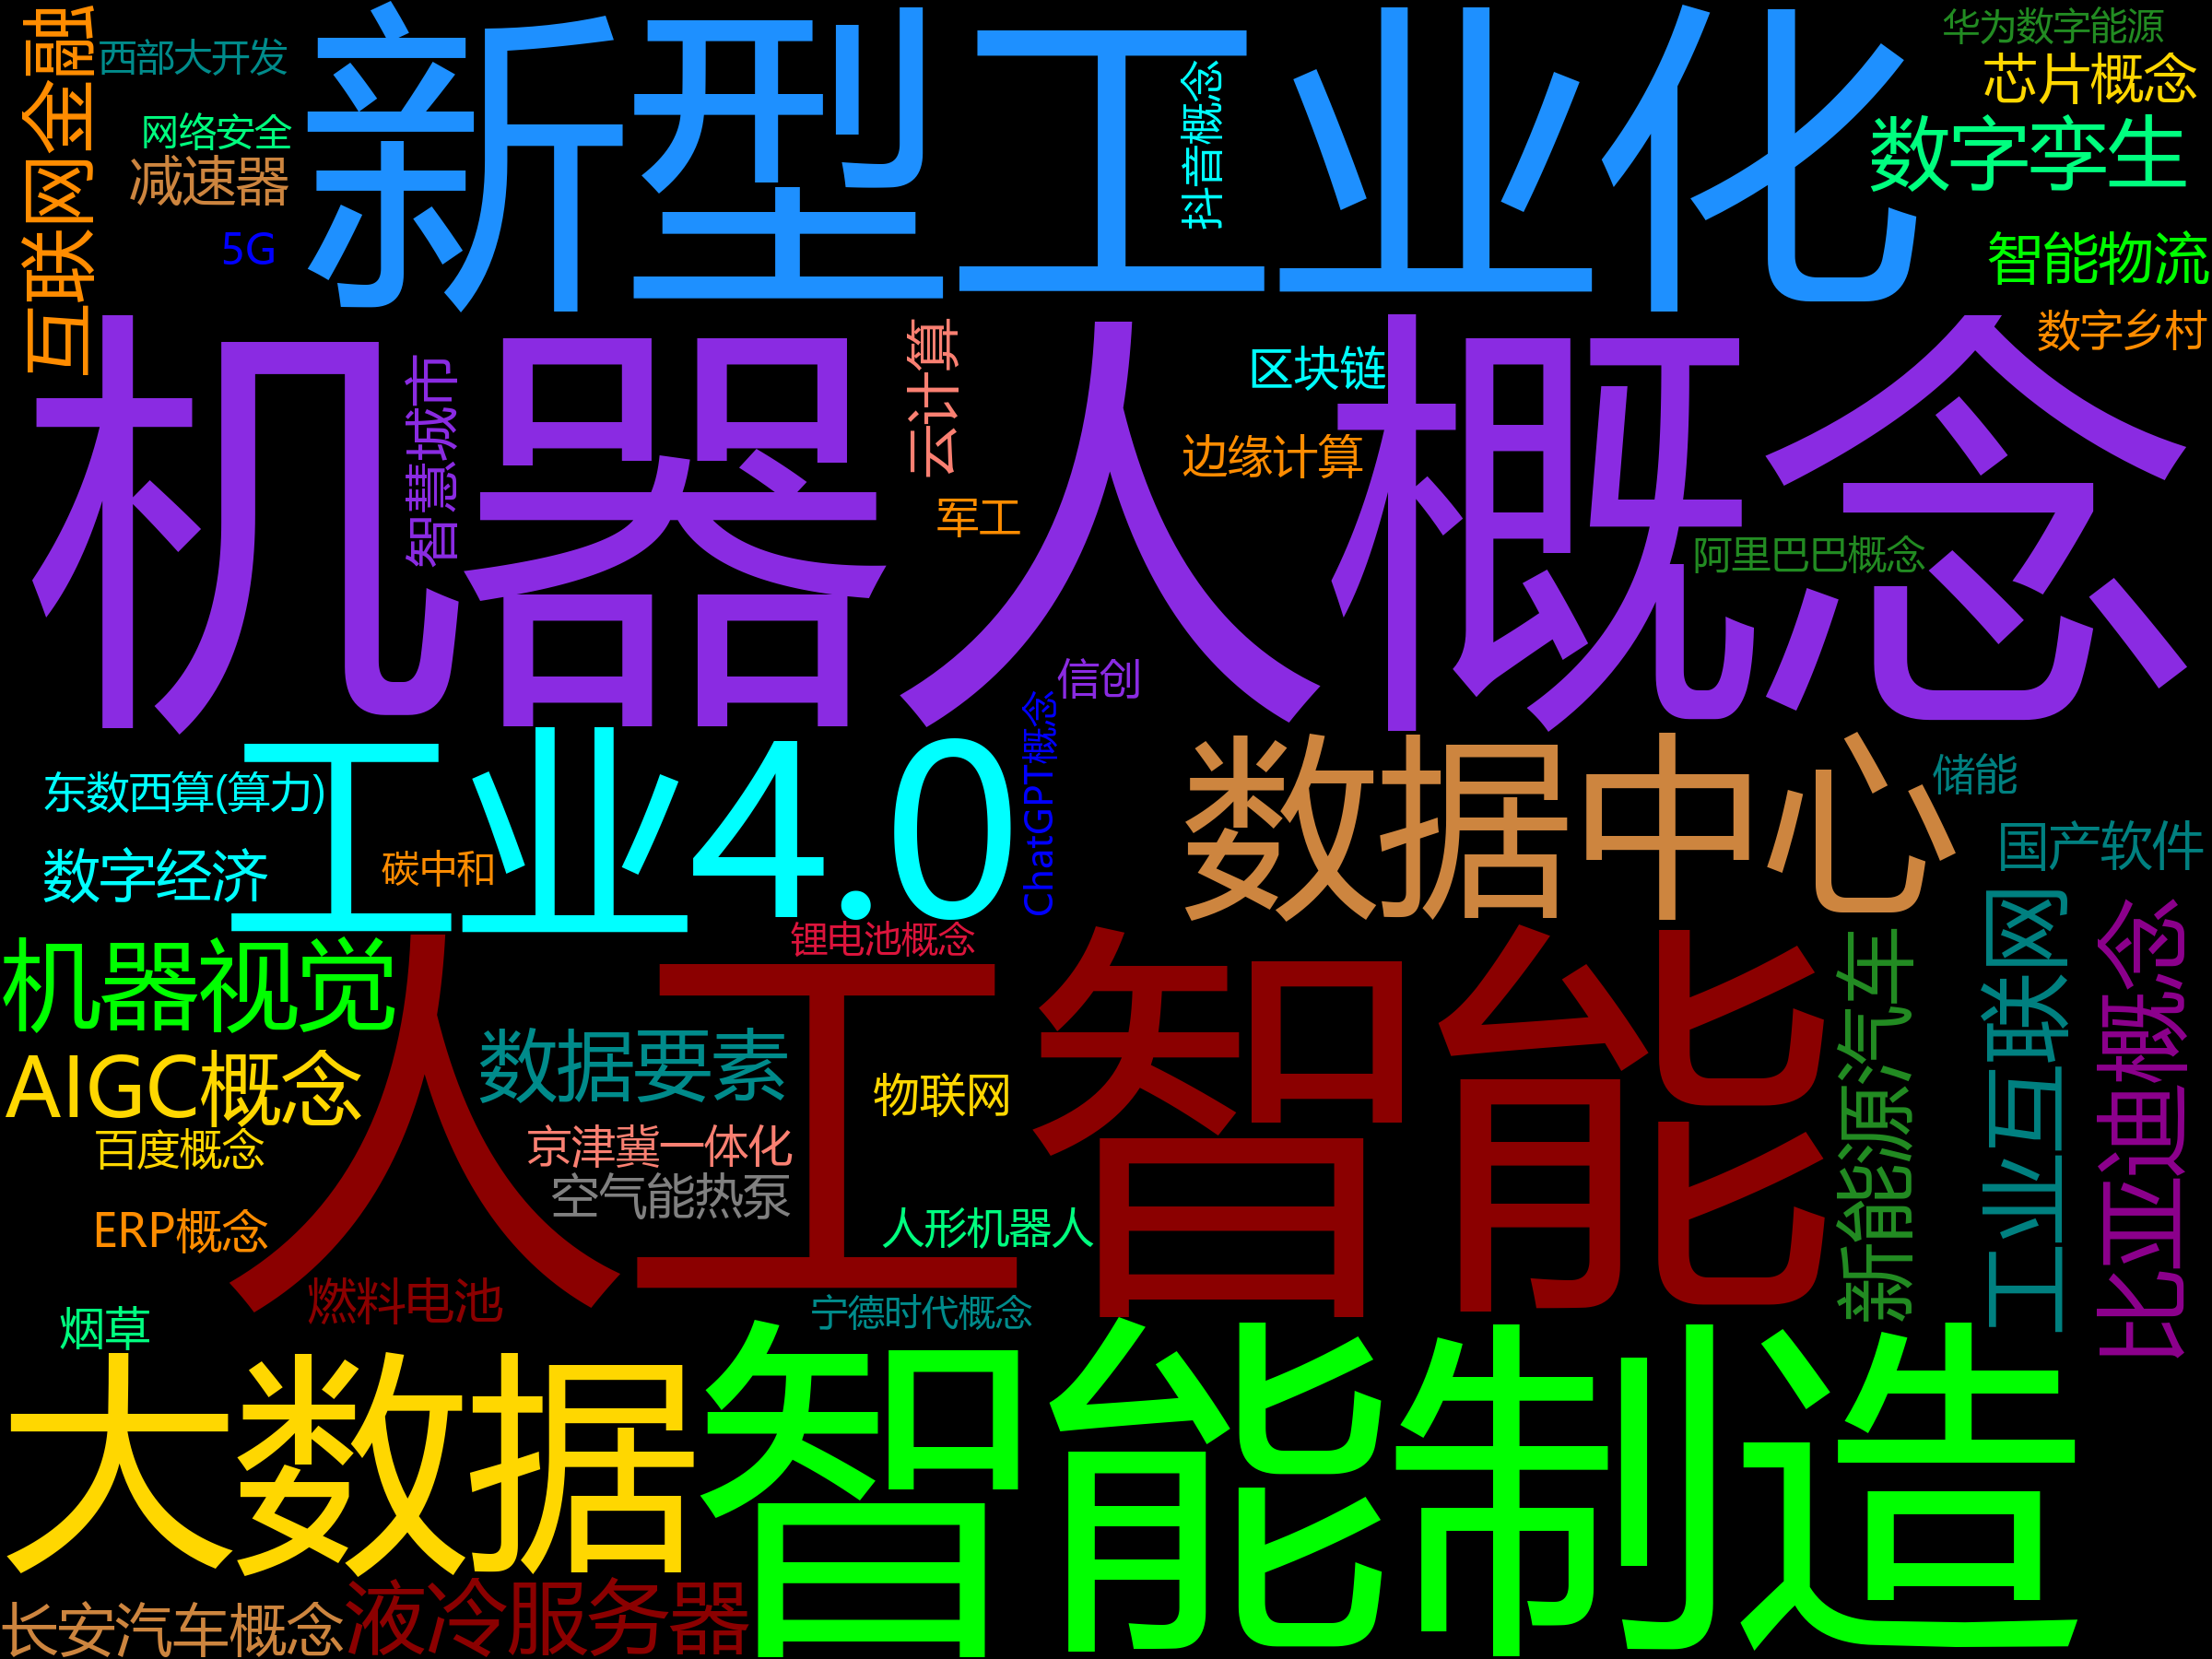 互联网金融
西部大开发
新型工业化
抖音概念
华为数字能源
芯片概念
网络安全
减速器
数字孪生
5G
智能物流
数字乡村
机器人概念
智慧城市
云计算
区块链
边缘计算
军工
阿里巴巴概念
信创
ChatGPT概念
工业4.0
数据中心
储能
东数西算(算力)
数字经济
碳中和
国产软件
锂电池概念
机器视觉
人工智能
新能源汽车
工业互联网
比亚迪概念
AIGC概念
数据要素
物联网
百度概念
京津冀一体化
空气能热泵
ERP概念
人形机器人
燃料电池
宁德时代概念
烟草
大数据
智能制造
长安汽车概念
液冷服务器